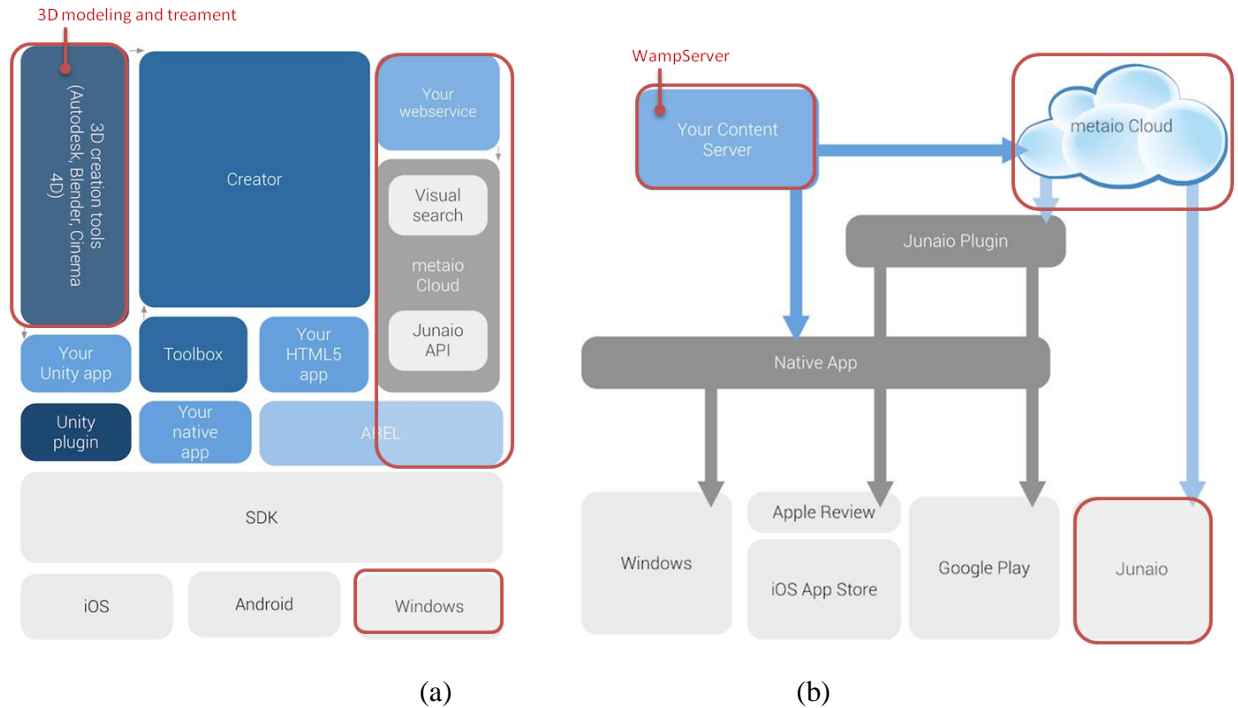 3D modeling and treament
3D creation tools
(Autodesk, Blender, Cinema
4D)
Creator
Your
webservice
Visual
search
metaio
Cloud
Junaio
API
Your
Unity app
Toolbox
Your
HTML5
app
Unity
plugin
Your
native
app
AREL
SDK
iOS
Android
Windows
(a)
WampServer
Your Content
Server
metaio Cloud
Junaio Plugin
Native App
Windows
Apple Review
iOS App Store
Google Play
Junaio
(b)